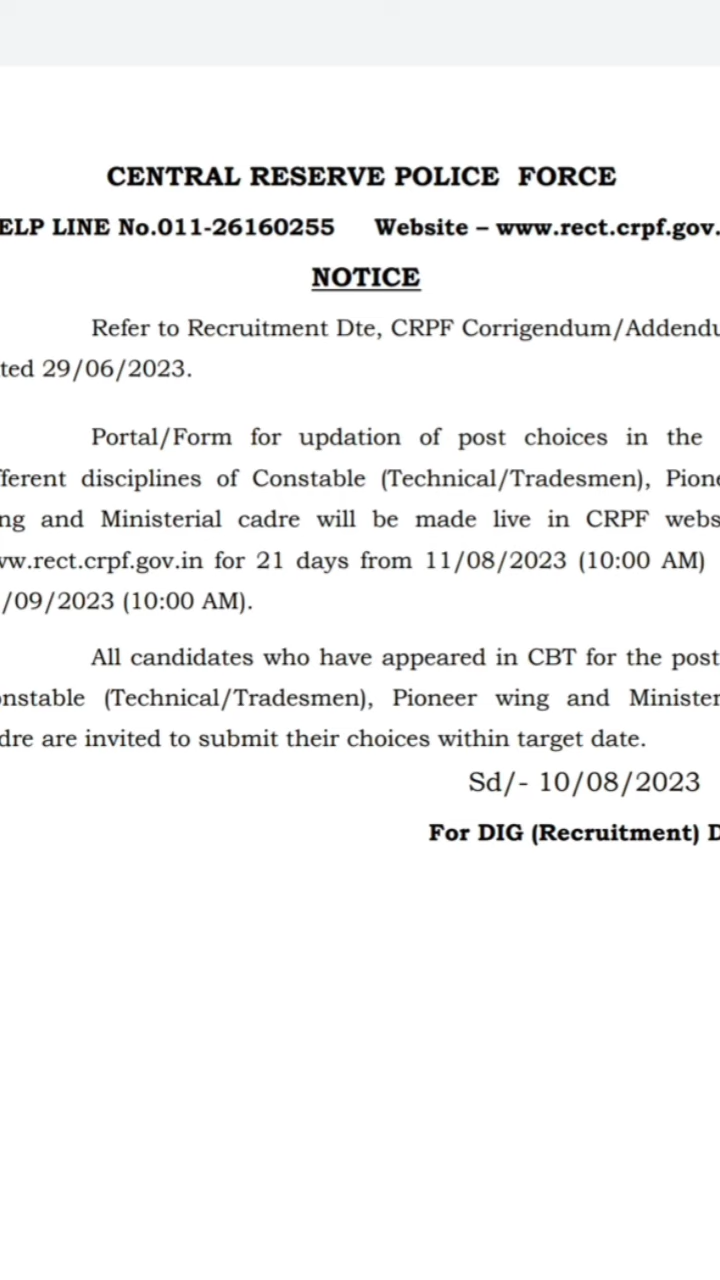 CENTRAL RESERVE POLICE FORCE
ELP LINE No.011-26160255 Website – www.rect.crpf.gov.
NOTICE
Refer to Recruitment Dte, CRPF Corrigendum/Addendu
ted 29/06/2023.
Portal/Form for updation of post choices in the
fferent disciplines of Constable (Technical/Tradesmen), Pione
ng and Ministerial cadre will be made live in CRPF webs
ww.rect.crpf.gov.in for 21 days from 11/08/2023 (10:00 AM)
/09/2023 (10:00 AM).
All candidates who have appeared in CBT for the post
onstable (Technical/Tradesmen), Pioneer wing and Minister
dre are invited to submit their choices within target date.
Sd/- 10/08/2023
For DIG (Recruitment) D